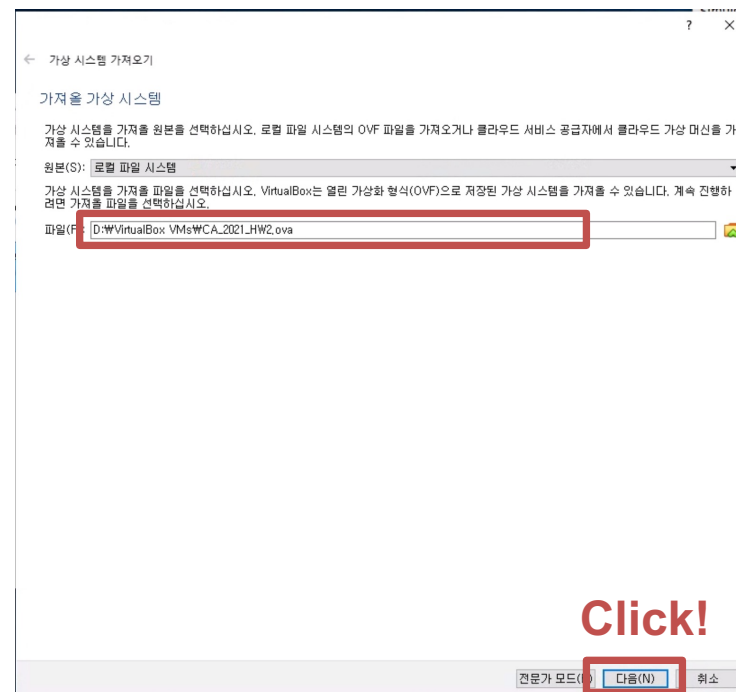 ?
가상 시스템 가져오기
가져올 가상 시스템
가상 시스템을 가져올 원본을 선택하십시오. 로컬 파일 시스템의 OVF 파일을 가져오거나 클라우드 서비스 공급자에서 클라우드 가상 머신을 가
져올 수 있습니다.
원본(S): 로컬 파일 시스템
가상 시스템을 가져올 파일을 선택하십시오. VirtualBox는 열린 가상화 형식(OVF)으로 저장된 가상 시스템을 가져올 수 있습니다. 계속 진행하
려면 가져올 파일을 선택하십시오.
파일(F): D:₩VirtualBox VMs₩CA_2021_HW2.ova
Click!
전문가 모드( 다음(N) 취소